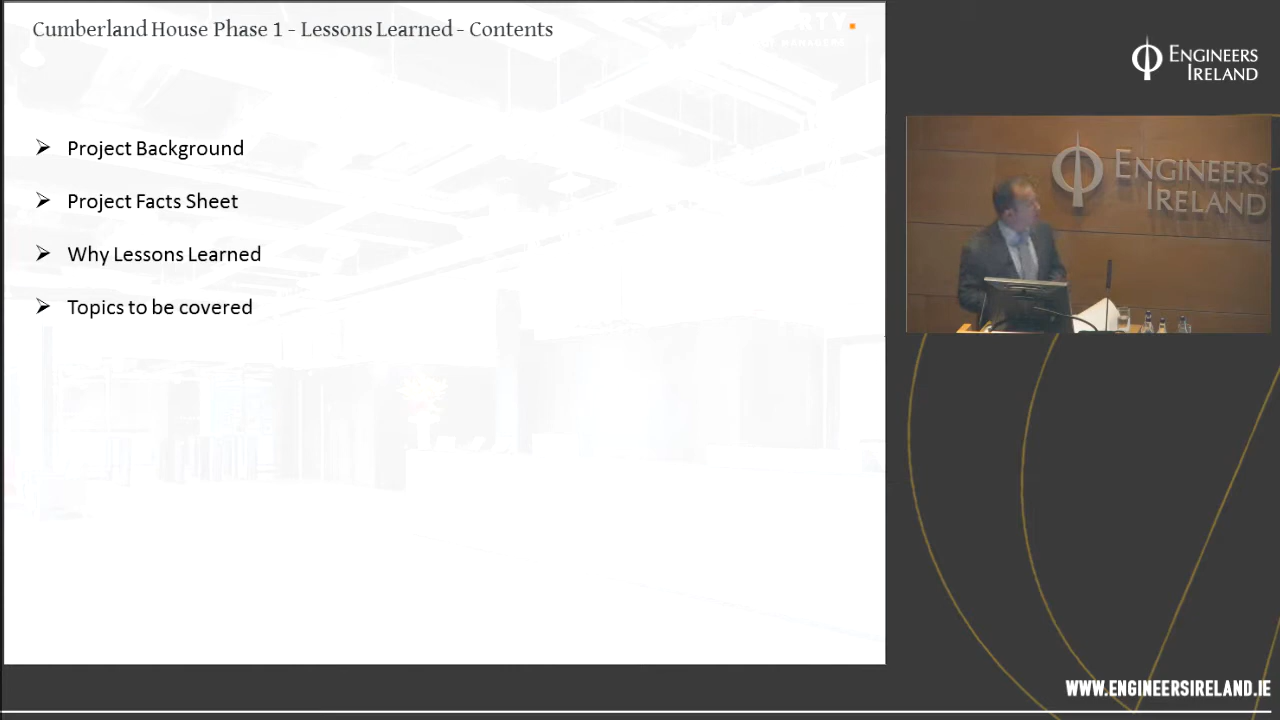 Cumberland House Phase 1 - Lessons Learned - Contents
Project Background
Project Facts Sheet
Why Lessons Learned
Topics to be covered
ENGINEERS
IRELAND
ENGINEERS
IRELAND
WWW.ENGINEERSIRELAND.IE